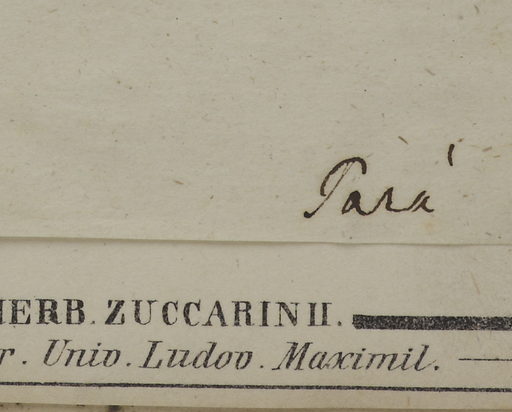 Pará
HERB. ZUCCARINII.
r. Univ. Ludov. Maximil.